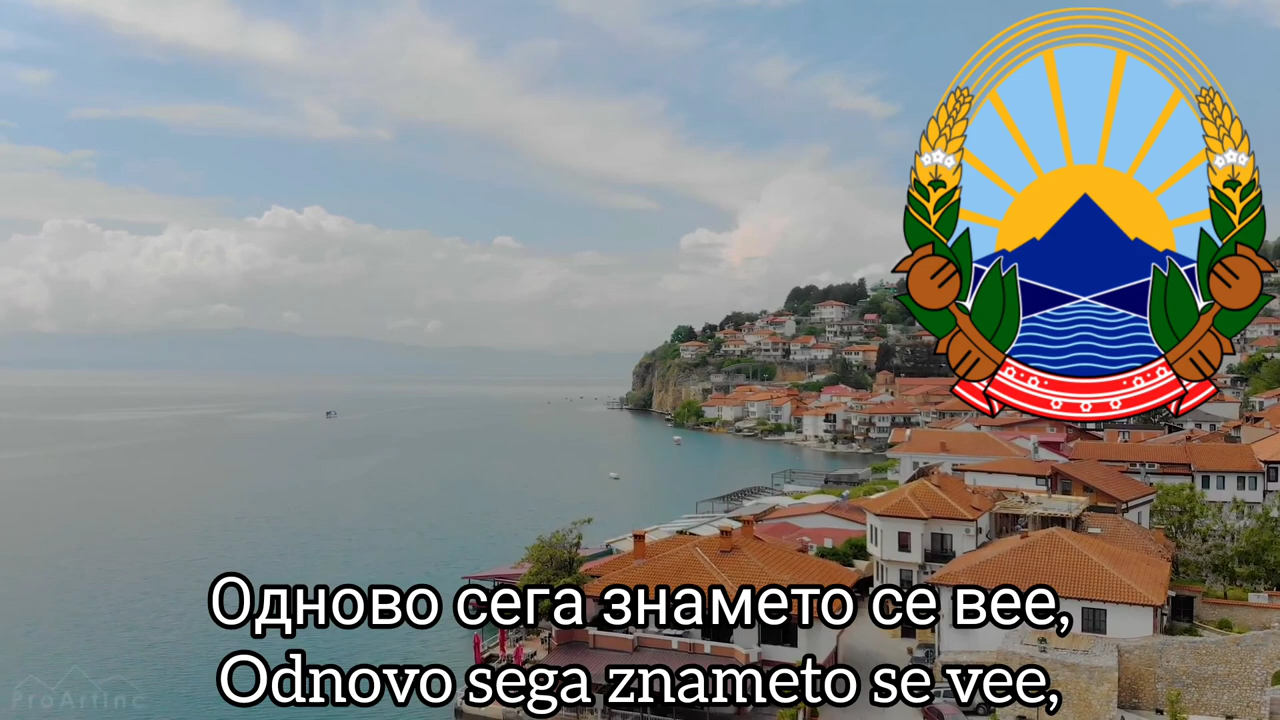 Одново сега знамето се вее,
Odnovo sega znameto se vee,
ProArtInc